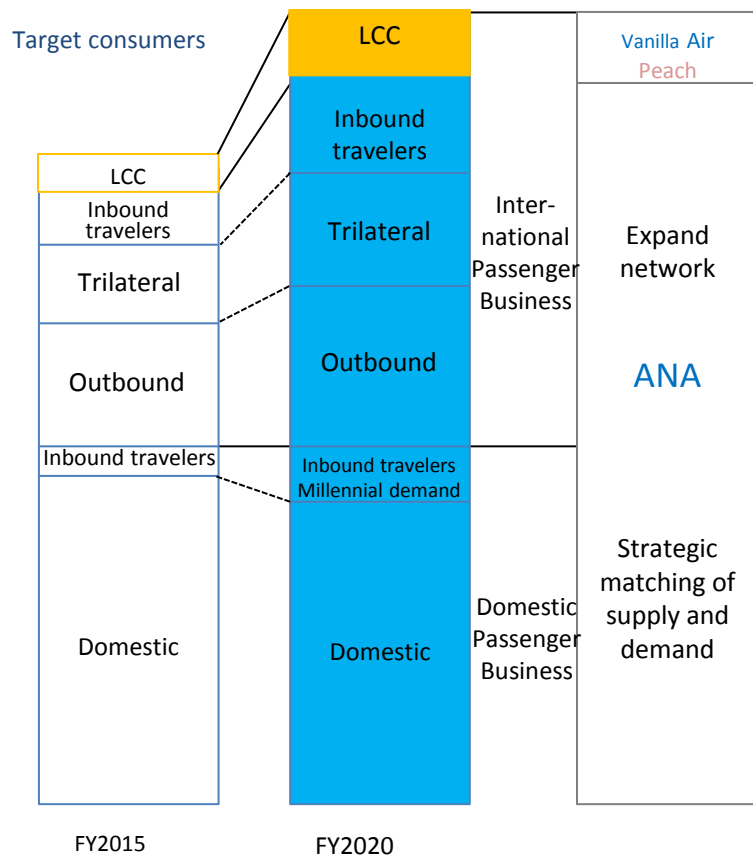 Target consumers
LCC
Inbound
travelers
Trilateral
Outbound
Inbound travelers
Domestic
FY2015
LCC
Inbound
travelers
Trilateral
Outbound
Inbound travelers
Millennial demand
Domestic
FY2020
Inter-
national
Passenger
Business
Domestic
Passenger
Business
Vanilla Air
Peach
Expand
network
ANA
Strategic
matching of
supply and
demand